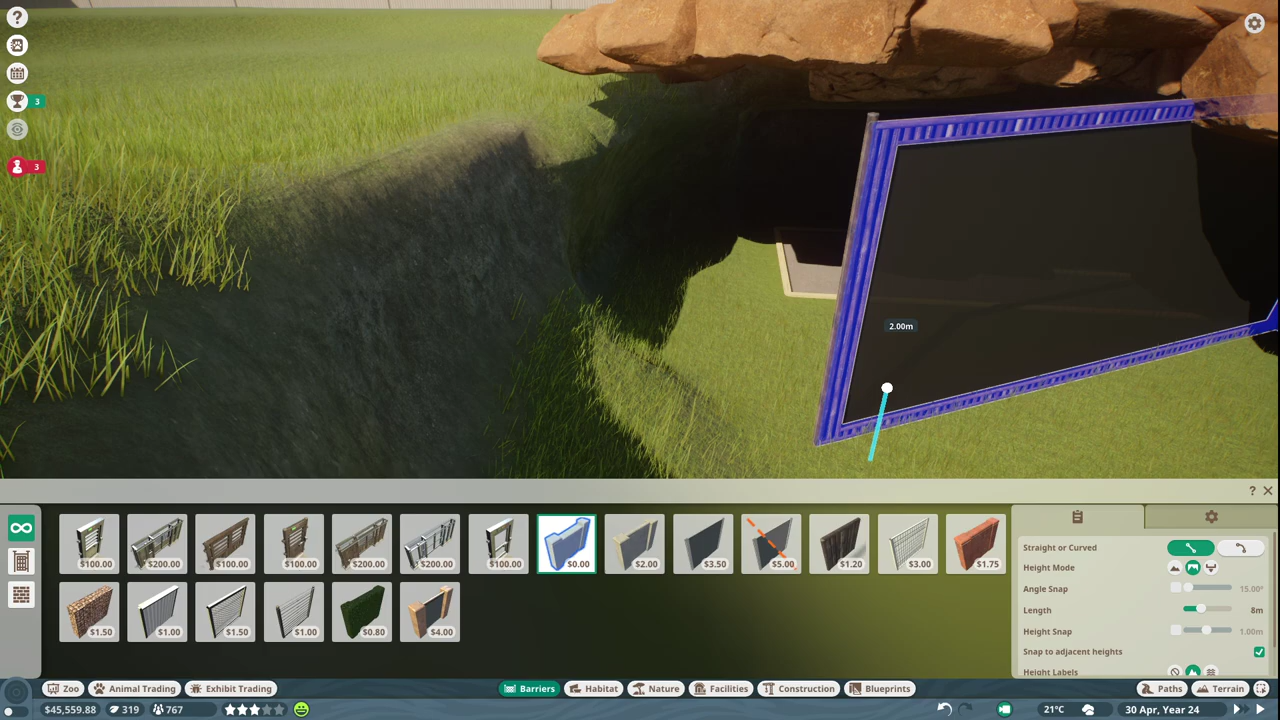 ?
3
3
2.00m
?
$100.00
$200.00
$100.00
$100.00
$200.00
$200.00
$100.00
$0.00
$2.00
$3.50
$5.00
$1.20
$3.00
$1.75
$1.50
$1.00
$1.50
$1.00
$0.80
$4.00
Straight or Curved
Height Mode
Angle Snap 15.00°
Length 8m
Height Snap 1.00m
Snap to adjacent heights
Height Labels
Zoo Animal Trading Exhibit Trading Barriers Habitat Nature Facilities Construction Blueprints Paths Terrain
$45,559.88 319 767 21°C 30 Apr, Year 24